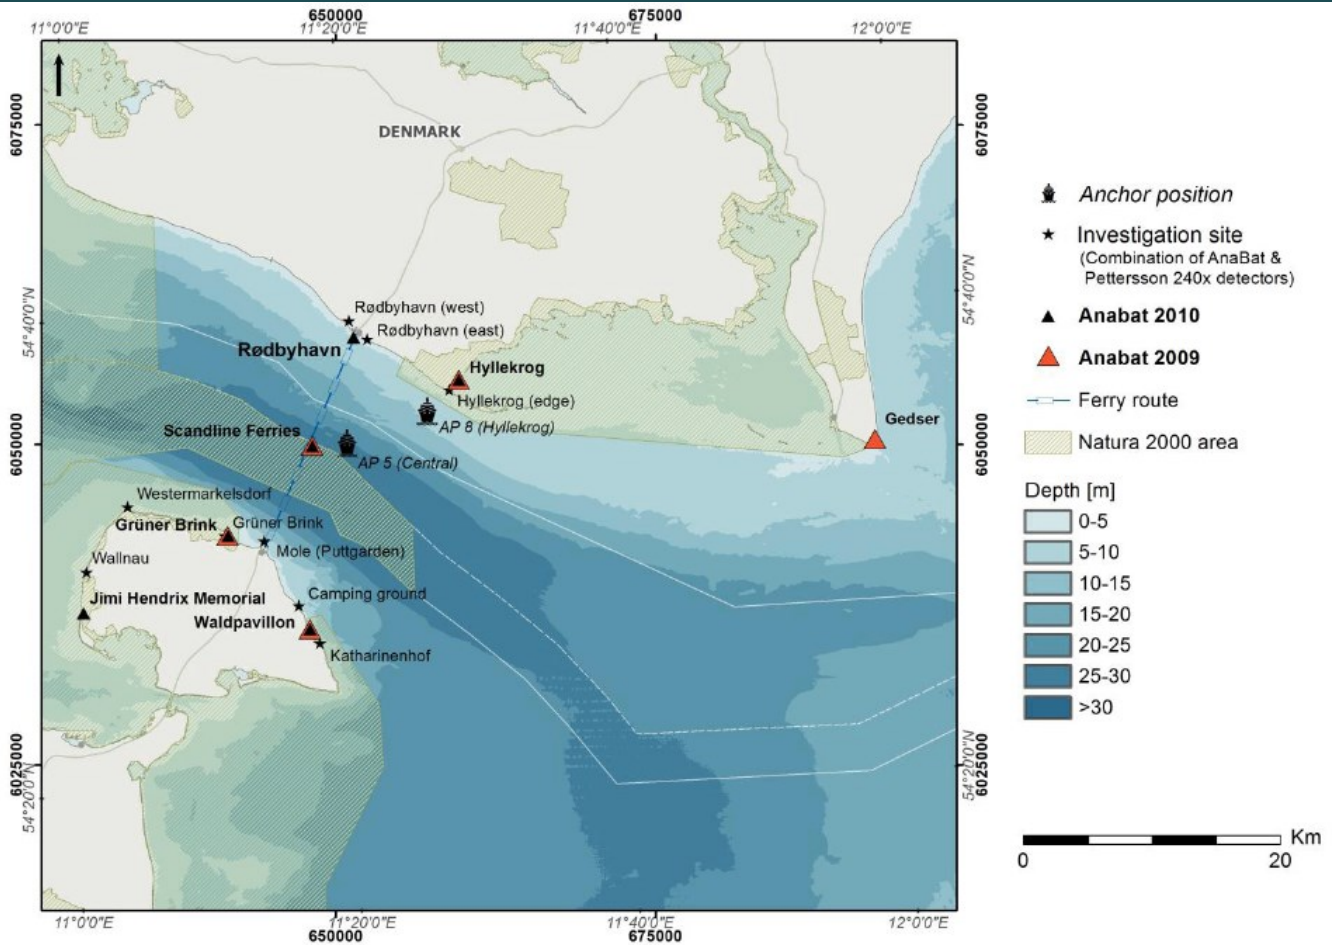 650000
675000
11°0'0"E
11°20'0"E
11°40'0"E
12°0'0"E
6075000
6075000
DENMARK
54°40'0"N
54°40'0"N
Rødbyhavn (west)
Rødbyhavn (east)
Rødbyhavn
Hyllekrog
Hyllekrog (edge)
AP 8 (Hyllekrog)
Gedser
Scandline Ferries
AP 5 (Central)
6050000
6050000
Westermarkelsdorf
Grüner Brink
Grüner Brink
Mole (Puttgarden)
Wallnau
Camping ground
Jimi Hendrix Memorial
Waldpavillon
Katharinenhof
6025000
6025000
54°20'0"N
54°20'0"N
11°0'0"E
11°20'0"E
11°40'0"E
12°0'0"E
650000
675000
Anchor position
Investigation site
(Combination of AnaBat &
Pettersson 240x detectors)
Anabat 2010
Anabat 2009
Ferry route
Natura 2000 area
Depth [m]
0-5
5-10
10-15
15-20
20-25
25-30
>30
Km
0
20